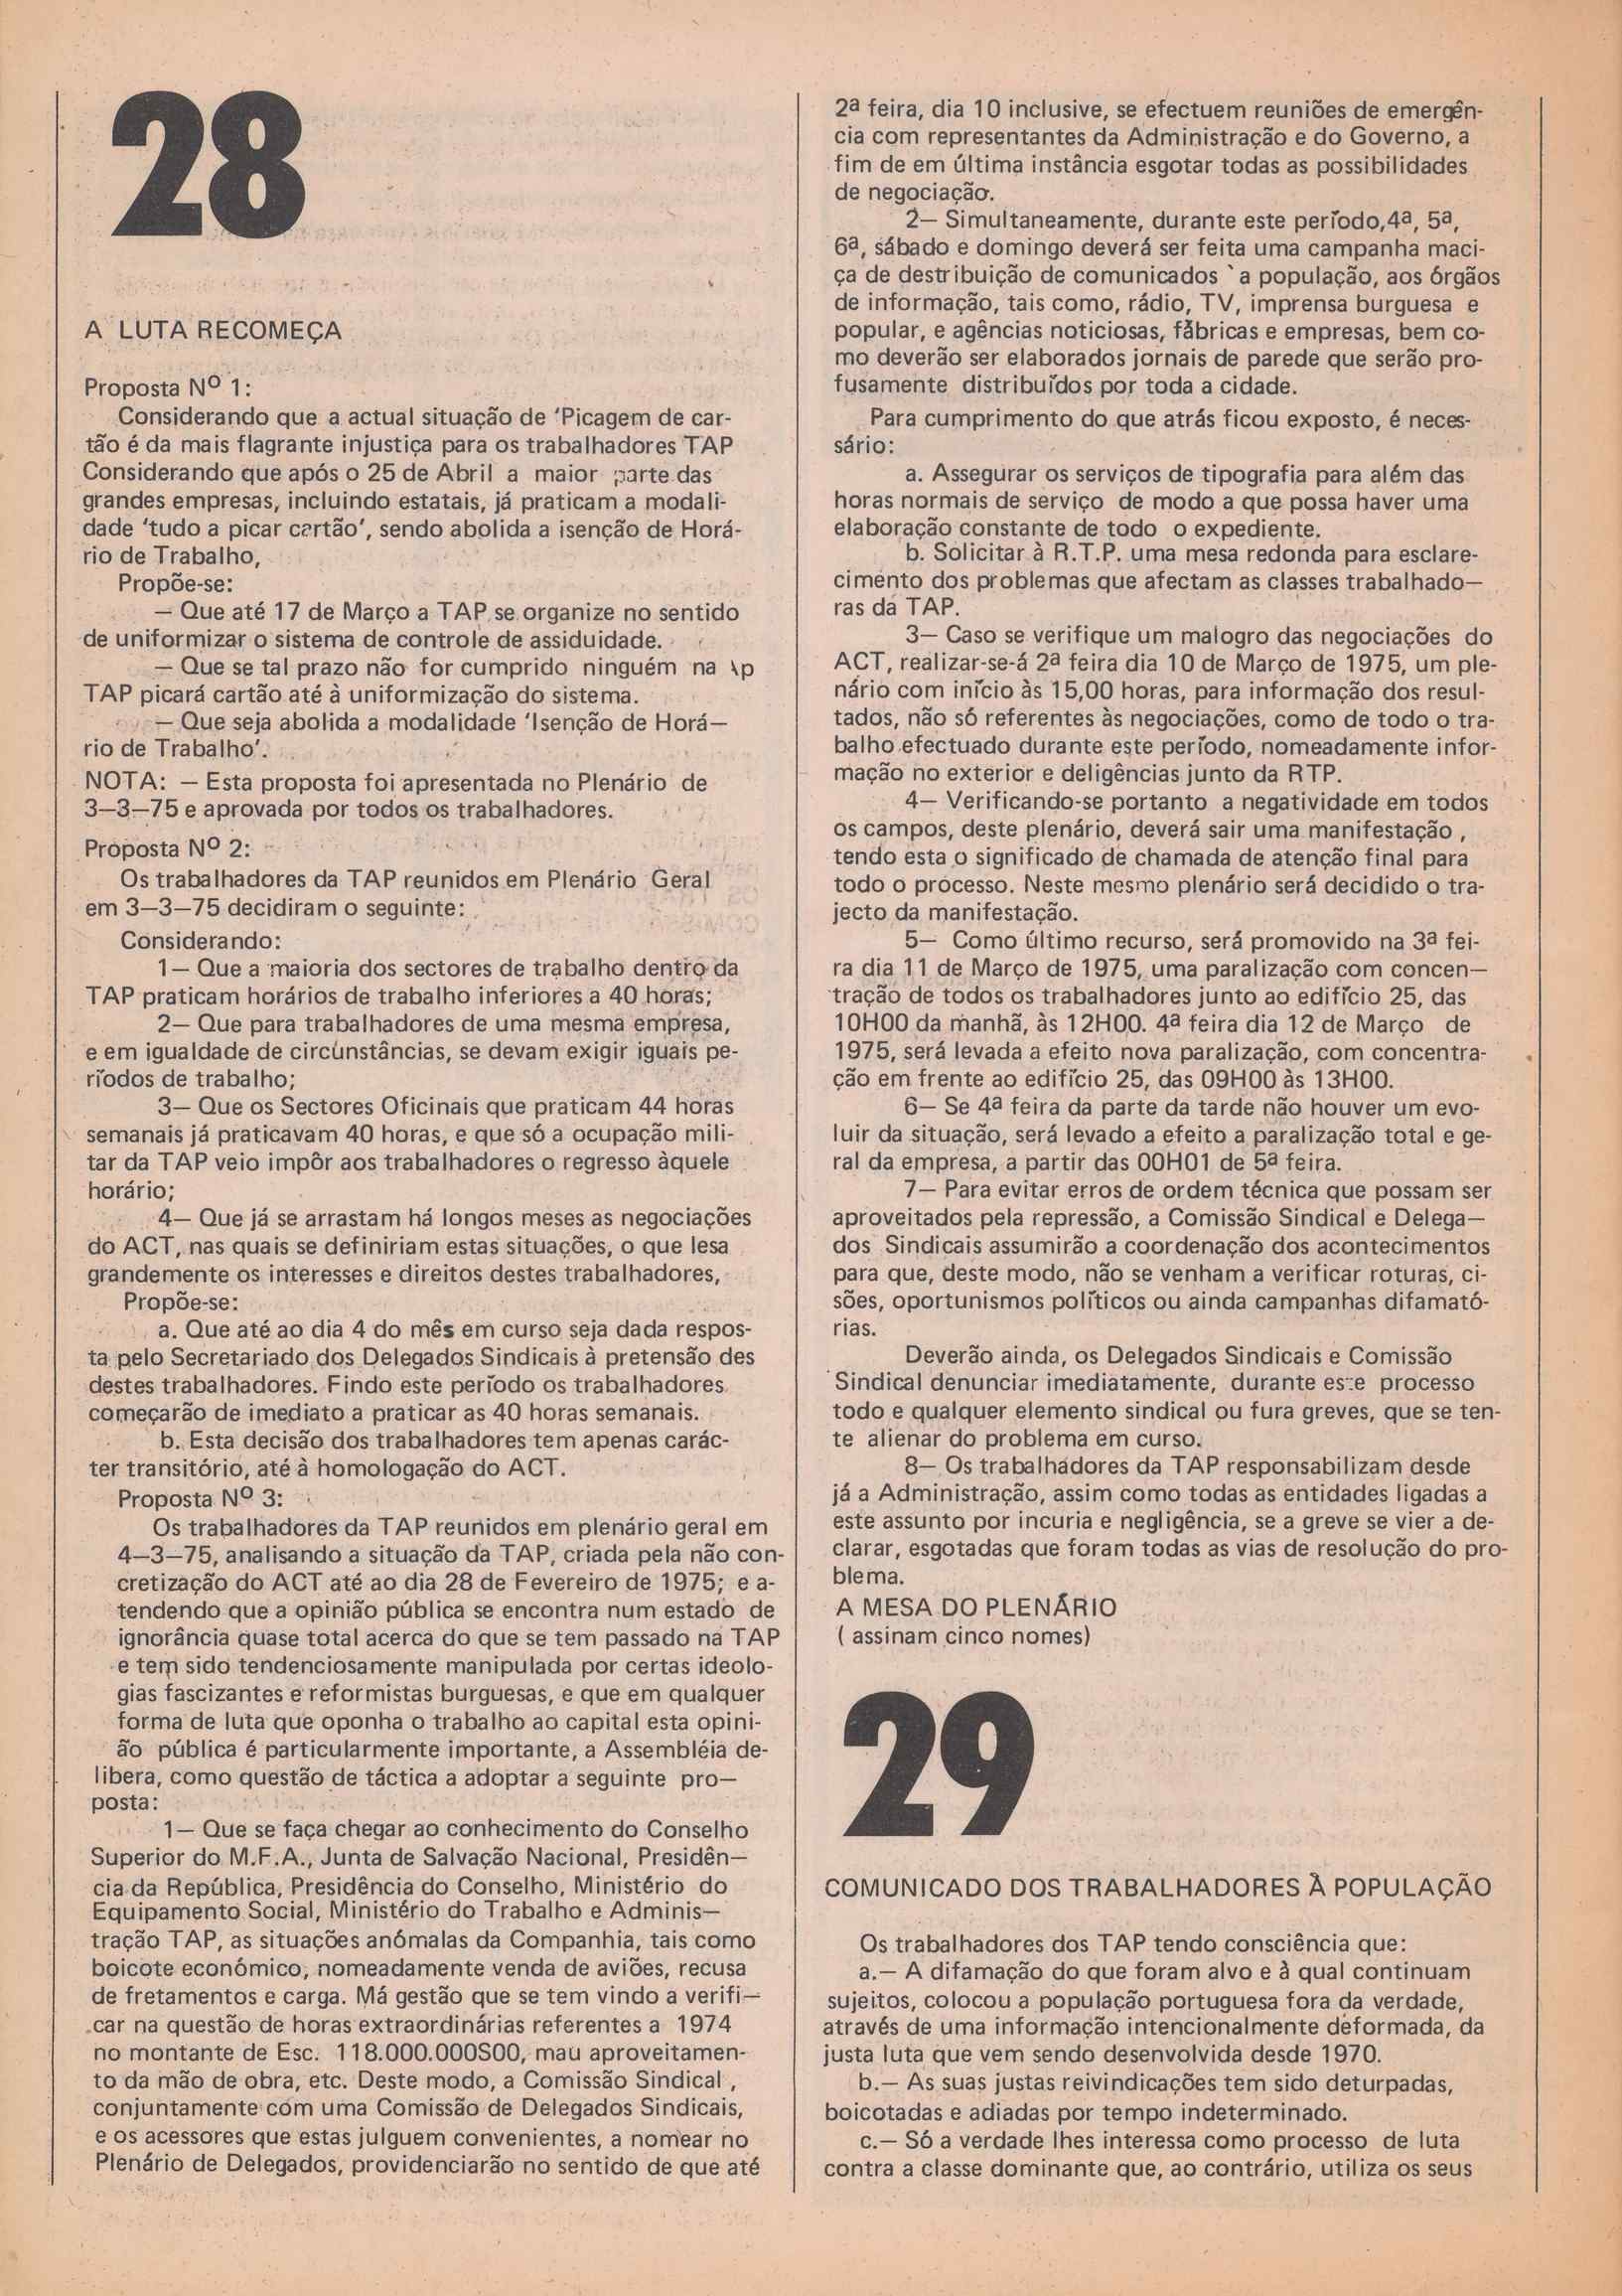 28
A LUTA RECOMEÇA
Proposta Nº 1:
Considerando que a actual situação de 'Picagem de car-
tão é da mais flagrante injustiça para os trabalhadores TAP
Considerando que após o 25 de Abril a maior parte das
grandes empresas, incluindo estatais, já praticam a modali-
dade 'tudo a picar cartão', sendo abolida a isenção de Horá-
rio de Trabalho,
Propõe-se:
— Que até 17 de Março a TAP se organize no sentido
de uniformizar o sistema de controle de assiduidade.
— Que se tal prazo não for cumprido ninguém na
TAP picará cartão até à uniformização do sistema.
— Que seja abolida a modalidade 'Isenção de Horá—
rio de Trabalho'.
NOTA: — Esta proposta foi apresentada no Plenário de
3—3—75 e aprovada por todos os trabalhadores.
Proposta Nº 2:
Os trabalhadores da TAP reunidos em Plenário Geral
em 3—3—75 decidiram o seguinte:
Considerando:
1— Que a maioria dos sectores de trabalho dentro da
TAP praticam horários de trabalho inferiores a 40 horas;
2— Que para trabalhadores de uma mesma empresa,
e em igualdade de circunstâncias, se devam exigir iguais pe-
ríodos de trabalho;
3— Que os Sectores Oficinais que praticam 44 horas
semanais já praticavam 40 horas, e que só a ocupação mili-
tar da TAP veio impôr aos trabalhadores o regresso àquele
horário;
4— Que já se arrastam há longos meses as negociações
do ACT, nas quais se definiriam estas situações, o que lesa
grandemente os interesses e direitos destes trabalhadores,
Propõe-se:
a. Que até ao dia 4 do mês em curso seja dada respos-
ta pelo Secretariado dos Delegados Sindicais à pretensão des
destes trabalhadores. Findo este período os trabalhadores
começarão de imediato a praticar as 40 horas semanais.
b. Esta decisão dos trabalhadores tem apenas carác-
ter transitório, até à homologação do ACT.
Proposta Nº 3:
Os trabalhadores da TAP reunidos em plenário geral em
4—3—75, analisando a situação da TAP, criada pela não con-
cretização do ACT até ao dia 28 de Fevereiro de 1975; e a-
tendendo que a opinião pública se encontra num estado de
ignorância quase total acerca do que se tem passado na TAP
e tem sido tendenciosamente manipulada por certas ideolo-
gias fascizantes e reformistas burguesas, e que em qualquer
forma de luta que oponha o trabalho ao capital esta opini-
ão pública é particularmente importante, a Assembléia de-
libera, como questão de táctica a adoptar a seguinte pro—
posta:
1— Que se faça chegar ao conhecimento do Conselho
Superior do M.F.A., Junta de Salvação Nacional, Presidên—
cia da República, Presidência do Conselho, Ministério do
Equipamento Social, Ministério do Trabalho e Adminis—
tração TAP, as situações anómalas da Companhia, tais como
boicote económico, nomeadamente venda de aviões, recusa
de fretamentos e carga. Má gestão que se tem vindo a verifi—
car na questão de horas extraordinárias referentes a 1974
no montante de Esc. 118.000.000S00, mau aproveitamen-
to da mão de obra, etc. Deste modo, a Comissão Sindical ,
conjuntamente com uma Comissão de Delegados Sindicais,
e os acessores que estas julguem convenientes, a nomear no
Plenário de Delegados, providenciarão no sentido de que até
2ª feira, dia 10 inclusive, se efectuem reuniões de emergên-
cia com representantes da Administração e do Governo, a
fim de em última instância esgotar todas as possibilidades
de negociação.
2— Simultaneamente, durante este período,4ª, 5ª,
6ª, sábado e domingo deverá ser feita uma campanha maci-
ça de destribuição de comunicados `a população, aos órgãos
de informação, tais como, rádio, TV, imprensa burguesa e
popular, e agências noticiosas, fábricas e empresas, bem co-
mo deverão ser elaborados jornais de parede que serão pro-
fusamente distribuídos por toda a cidade.
Para cumprimento do que atrás ficou exposto, é neces-
sário:
a. Assegurar os serviços de tipografia para além das
horas normais de serviço de modo a que possa haver uma
elaboração constante de todo o expediente.
b. Solicitar à R.T.P. uma mesa redonda para esclare-
cimento dos problemas que afectam as classes trabalhado—
ras da TAP.
3— Caso se verifique um malogro das negociações do
ACT, realizar-se-á 2ª feira dia 10 de Março de 1975, um ple-
nário com início às 15,00 horas, para informação dos resul-
tados, não só referentes às negociações, como de todo o tra-
balho efectuado durante este período, nomeadamente infor-
mação no exterior e deligências junto da RTP.
4— Verificando-se portanto a negatividade em todos
os campos, deste plenário, deverá sair uma manifestação ,
tendo esta o significado de chamada de atenção final para
todo o processo. Neste mesmo plenário será decidido o tra-
jecto da manifestação.
5— Como último recurso, será promovido na 3ª fei-
ra dia 11 de Março de 1975, uma paralização com concen—
tração de todos os trabalhadores junto ao edifício 25, das
10H00 da manhã, às 12H00. 4ª feira dia 12 de Março de
1975, será levada a efeito nova paralização, com concentra-
ção em frente ao edifício 25, das 09H00 às 13H00.
6— Se 4ª feira da parte da tarde não houver um evo-
luir da situação, será levado a efeito a paralização total e ge-
ral da empresa, a partir das 00H01 de 5ª feira.
7— Para evitar erros de ordem técnica que possam ser
aproveitados pela repressão, a Comissão Sindical e Delega—
dos Sindicais assumirão a coordenação dos acontecimentos
para que, deste modo, não se venham a verificar roturas, ci-
sões, oportunismos políticos ou ainda campanhas difamató-
rias.
Deverão ainda, os Delegados Sindicais e Comissão
Sindical denunciar imediatamente, durante este processo
todo e qualquer elemento sindical ou fura greves, que se ten-
te alienar do problema em curso.
8— Os trabalhadores da TAP responsabilizam desde
já a Administração, assim como todas as entidades ligadas a
este assunto por incuria e negligência, se a greve se vier a de-
clarar, esgotadas que foram todas as vias de resolução do pro-
blema.
A MESA DO PLENÁRIO
( assinam cinco nomes)
29
COMUNICADO DOS TRABALHADORES À POPULAÇÃO
Os trabalhadores dos TAP tendo consciência que:
a.— A difamação do que foram alvo e à qual continuam
sujeitos, colocou a população portuguesa fora da verdade,
através de uma informação intencionalmente deformada, da
justa luta que vem sendo desenvolvida desde 1970.
b.— As suas justas reivindicações tem sido deturpadas,
boicotadas e adiadas por tempo indeterminado.
c.— Só a verdade lhes interessa como processo de luta
contra a classe dominante que, ao contrário, utiliza os seus